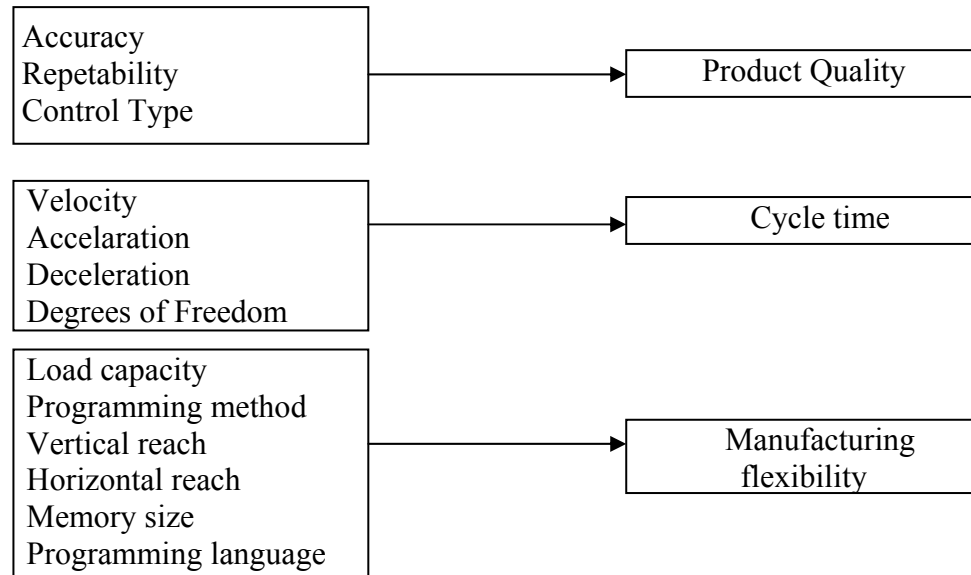 Accuracy
Repetability
Control Type
Product Quality
Velocity
Accelaration
Deceleration
Degrees of Freedom
Cycle time
Load capacity
Programming method
Vertical reach
Horizontal reach
Memory size
Programming language
Manufacturing
flexibility